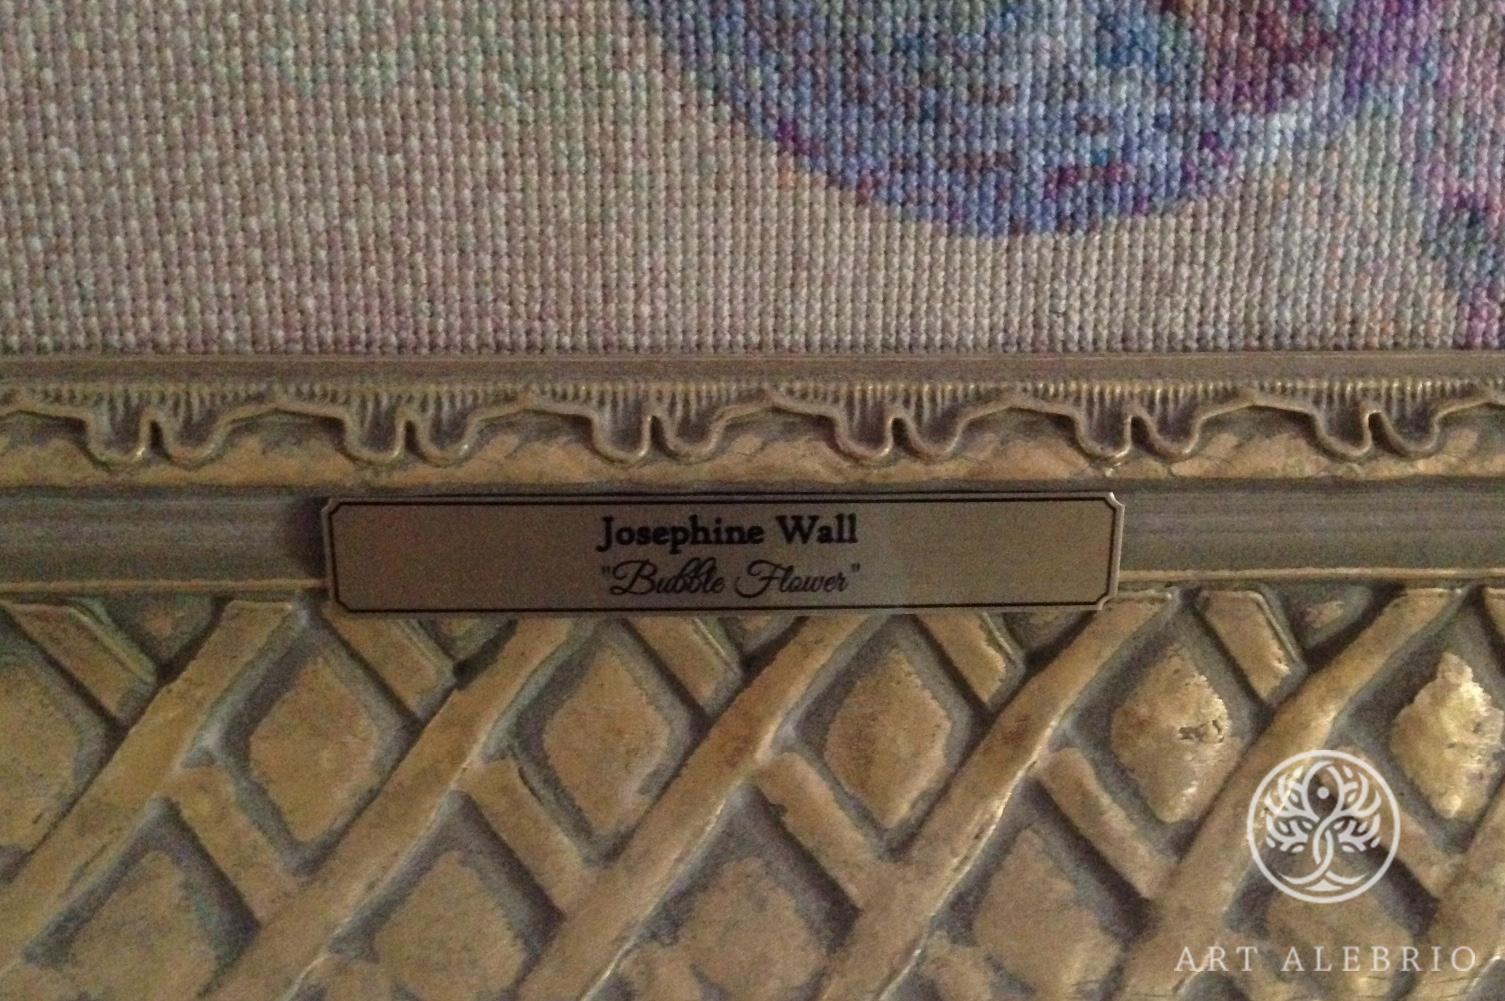 Josephine Wall
"Bubble Flower"
ART ALEBRIO